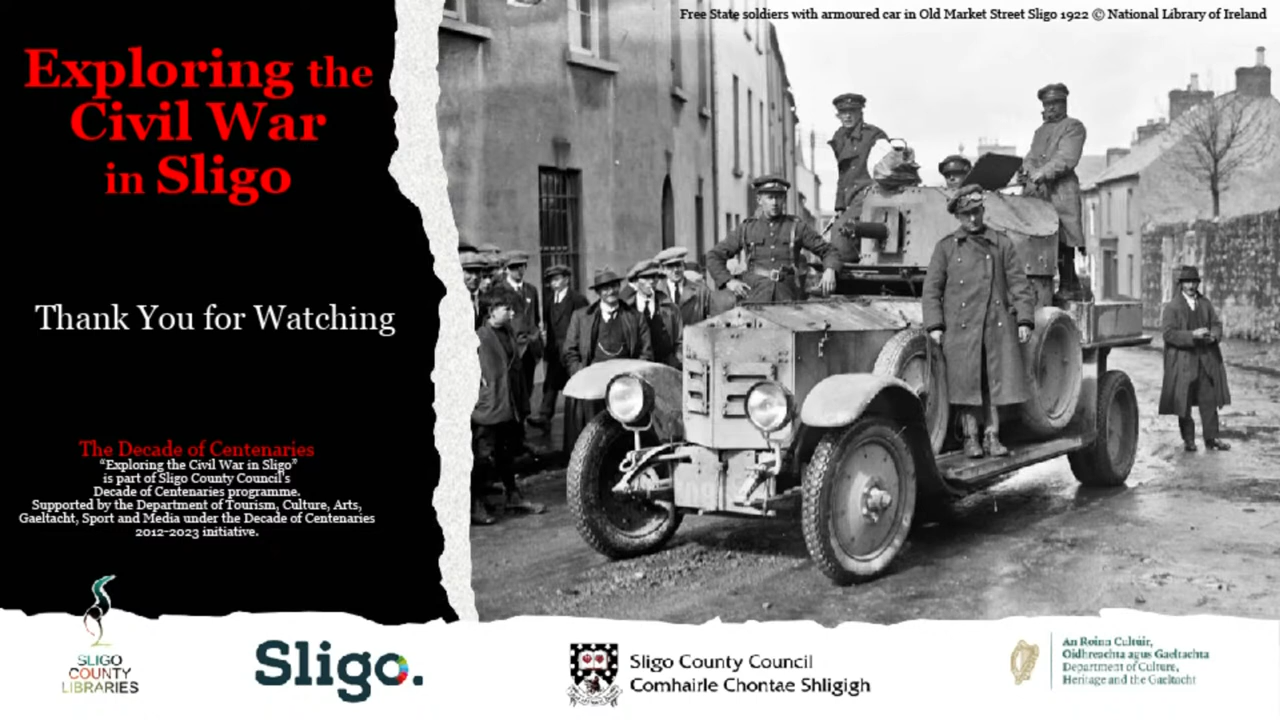 Free State soldiers with armoured car in Old Market Street Sligo 1922 © National Library of Ireland
Exploring the
Civil War
in Sligo
Thank You for Watching
The Decade of Centenaries
“Exploring the Civil War in Sligo”
is part of Sligo County Council's
Decade of Centenaries programme.
Supported by the Department of Tourism, Culture, Arts,
Gaeltacht, Sport and Media under the Decade of Centenaries
2012-2023 initiative.
SLIGO
COUNTY
LIBRARIES
Sligo.
Sligo County Council
Comhairle Chontae Shligigh
An Roinn Cultúir,
Oidhreachta agus Gaeltachta
Department of Culture,
Heritage and the Gaeltacht